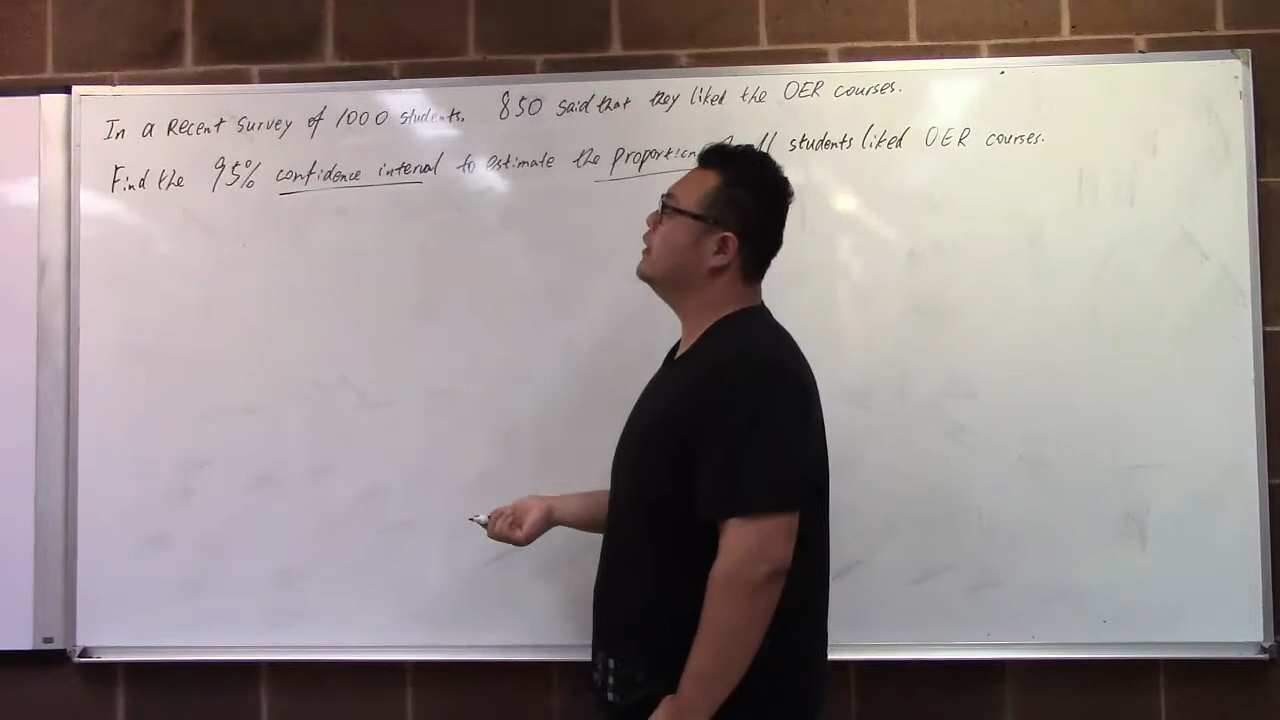 In a recent survey of 1000 students, 850 said that they liked the OER courses.
Find the 95% confidence interval to estimate the proportion all students liked OER courses.